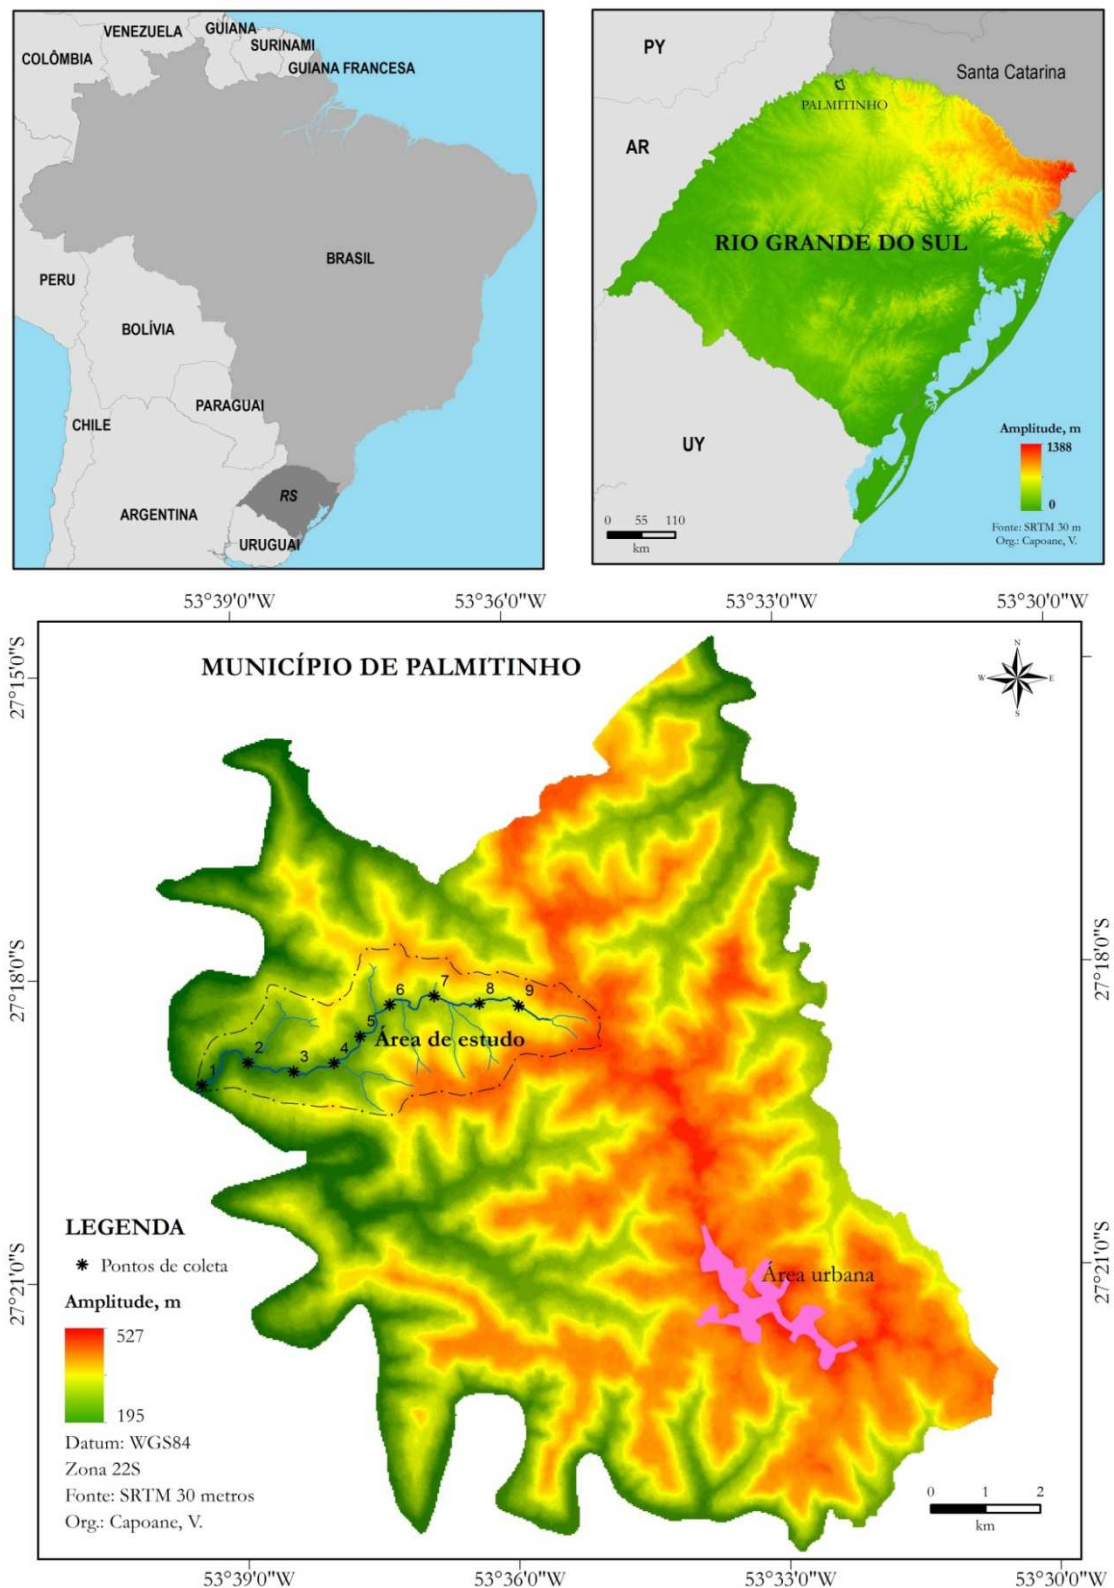 VENEZUELA
GUIANA
SURINAMI
COLÔMBIA
GUIANA FRANCESA
BRASIL
PERU
BOLÍVIA
PARAGUAI
CHILE
RS
ARGENTINA
URUGUAI
PY
Santa Catarina
PALMITINHO
AR
RIO GRANDE DO SUL
UY
Amplitude, m
1388
0
0 55 110
km
Fonte: SRTM 30 m
Org.: Capoane, V.
53°39'0"W 53°36'0"W 53°33'0"W 53°30'0"W
MUNICÍPIO DE PALMITINHO
N
W E
S
27°15'0"S
27°18'0"S 27°18'0"S
6 7 8 9
5 Área de estudo
1 2 3 4
LEGENDA
Pontos de coleta
Área urbana
27°21'0"S 27°21'0"S
Amplitude, m
527
195
Datum: WGS84
Zona 22S
Fonte: SRTM 30 metros
Org.: Capoane, V.
0 1 2
km
53°39'0"W 53°36'0"W 53°33'0"W 53°30'0"W